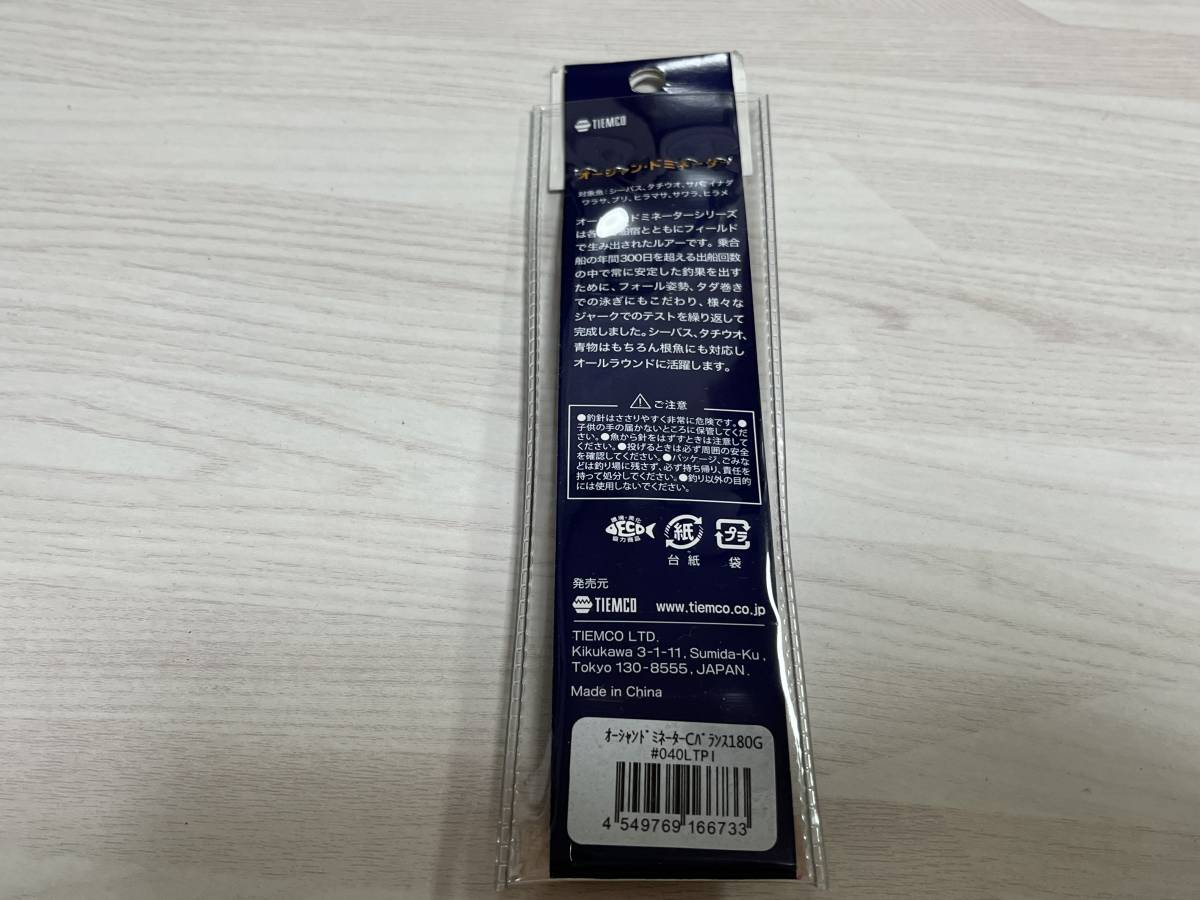 TIEMCO
オーシャン・ドミネーター
対象魚：シーバス、タチウオ、サバ、イナダ
ワラサ、ブリ、ヒラマサ、サワラ、ヒラメ
オー ドミネーターシリーズ
は各 船宿とともにフィールド
で生み出されたルアーです。乗合
船の年間300日を超える出船回数
の中で常に安定した釣果を出す
ために、フォール姿勢、タダ巻き
での泳ぎにもこだわり、様々な
ジャークでのテストを繰り返して
完成しました。シーバス、タチウオ、
青物はもちろん根魚にも対応し
オールラウンドに活躍します。
ご注意
●釣針はささりやすく非常に危険です。●
子供の手の届かないところに保管してくだ
さい。●魚から針をはずすときは注意して
ください。●投げるときは必ず周囲の安全
を確認してください。●パッケージ、ごみな
どは釣り場に残さず、必ず持ち帰り、責任を
持って処分してください。●釣り以外の目的
には使用しないでください。
環境・美化
ECO
協力商品
紙
プラ
台紙
袋
発売元
TIEMCO www.tiemco.co.jp
TIEMCO LTD.
Kikukawa 3-1-11, Sumida-Ku,
Tokyo 130-8555, JAPAN.
Made in China
ｵｰｼｬﾝﾄﾞﾐﾈｰﾀｰCﾊﾞﾗﾝｽ180G
#040LTPI
4 549769 166733